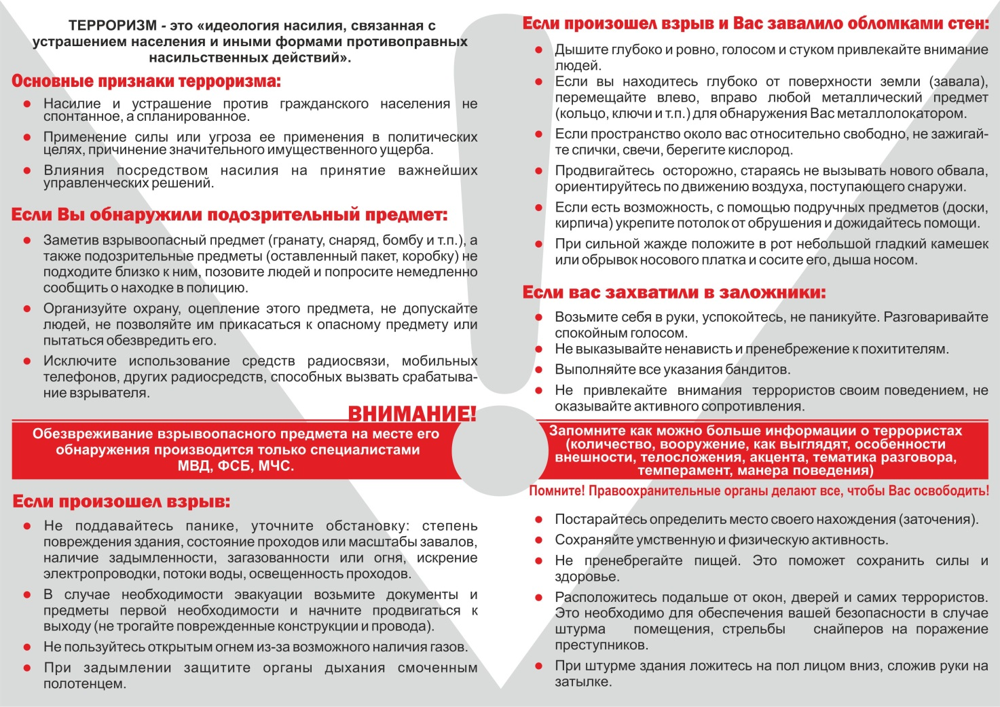 ТЕРРОРИЗМ - это «идеология насилия, связанная с
устрашением населения и иными формами противоправных
насильственных действий».
Основные признаки терроризма:
Насилие и устрашение против гражданского населения не
спонтанное, а спланированное.
Применение силы или угроза ее применения в политических
целях, причинение значительного имущественного ущерба.
Влияния посредством насилия на принятие важнейших
управленческих решений.
Если Вы обнаружили подозрительный предмет:
Заметив взрывоопасный предмет (гранату, снаряд, бомбу и т.п.), а
также подозрительные предметы (оставленный пакет, коробку) не
подходите близко к ним, позовите людей и попросите немедленно
сообщить о находке в полицию.
Организуйте охрану, оцепление этого предмета, не допускайте
людей, не позволяйте им прикасаться к опасному предмету или
пытаться обезвредить его.
Исключите использование средств радиосвязи, мобильных
телефонов, других радиосредств, способных вызвать срабатыва-
ние взрывателя.
ВНИМАНИЕ!
Обезвреживание взрывоопасного предмета на месте его
обнаружения производится только специалистами
МВД, ФСБ, МЧС.
Если произошел взрыв:
Не поддавайтесь панике, уточните обстановку: степень
повреждения здания, состояние проходов или масштабы завалов,
наличие задымленности, загазованности или огня, искрение
электропроводки, потоки воды, освещенность проходов.
В случае необходимости эвакуации возьмите документы и
предметы первой необходимости и начните продвигаться к
выходу (не трогайте поврежденные конструкции и провода).
Не пользуйтесь открытым огнем из-за возможного наличия газов.
При задымлении защитите органы дыхания смоченным
полотенцем.
Если произошел взрыв и Вас завалило обломками стен:
Дышите глубоко и ровно, голосом и стуком привлекайте внимание
людей.
Если вы находитесь глубоко от поверхности земли (завала),
перемещайте влево, вправо любой металлический предмет
(кольцо, ключи и т.п.) для обнаружения Вас металлолокатором.
Если пространство около вас относительно свободно, не зажигай-
те спички, свечи, берегите кислород.
Продвигайтесь осторожно, стараясь не вызывать нового обвала,
ориентируйтесь по движению воздуха, поступающего снаружи.
Если есть возможность, с помощью подручных предметов (доски,
кирпича) укрепите потолок от обрушения и дожидайтесь помощи.
При сильной жажде положите в рот небольшой гладкий камешек
или обрывок носового платка и сосите его, дыша носом.
Если вас захватили в заложники:
Возьмите себя в руки, успокойтесь, не паникуйте. Разговаривайте
спокойным голосом.
Не выказывайте ненависть и пренебрежение к похитителям.
Выполняйте все указания бандитов.
Не привлекайте внимания террористов своим поведением, не
оказывайте активного сопротивления.
Запомните как можно больше информации о террористах
(количество, вооружение, как выглядят, особенности
внешности, телосложения, акцента, тематика разговора,
темперамент, манера поведения)
Помните! Правоохранительные органы делают все, чтобы Вас освободить!
Постарайтесь определить место своего нахождения (заточения).
Сохраняйте умственную и физическую активность.
Не пренебрегайте пищей. Это поможет сохранить силы и
здоровье.
Расположитесь подальше от окон, дверей и самих террористов.
Это необходимо для обеспечения вашей безопасности в случае
штурма помещения, стрельбы снайперов на поражение
преступников.
При штурме здания ложитесь на пол лицом вниз, сложив руки на
затылке.